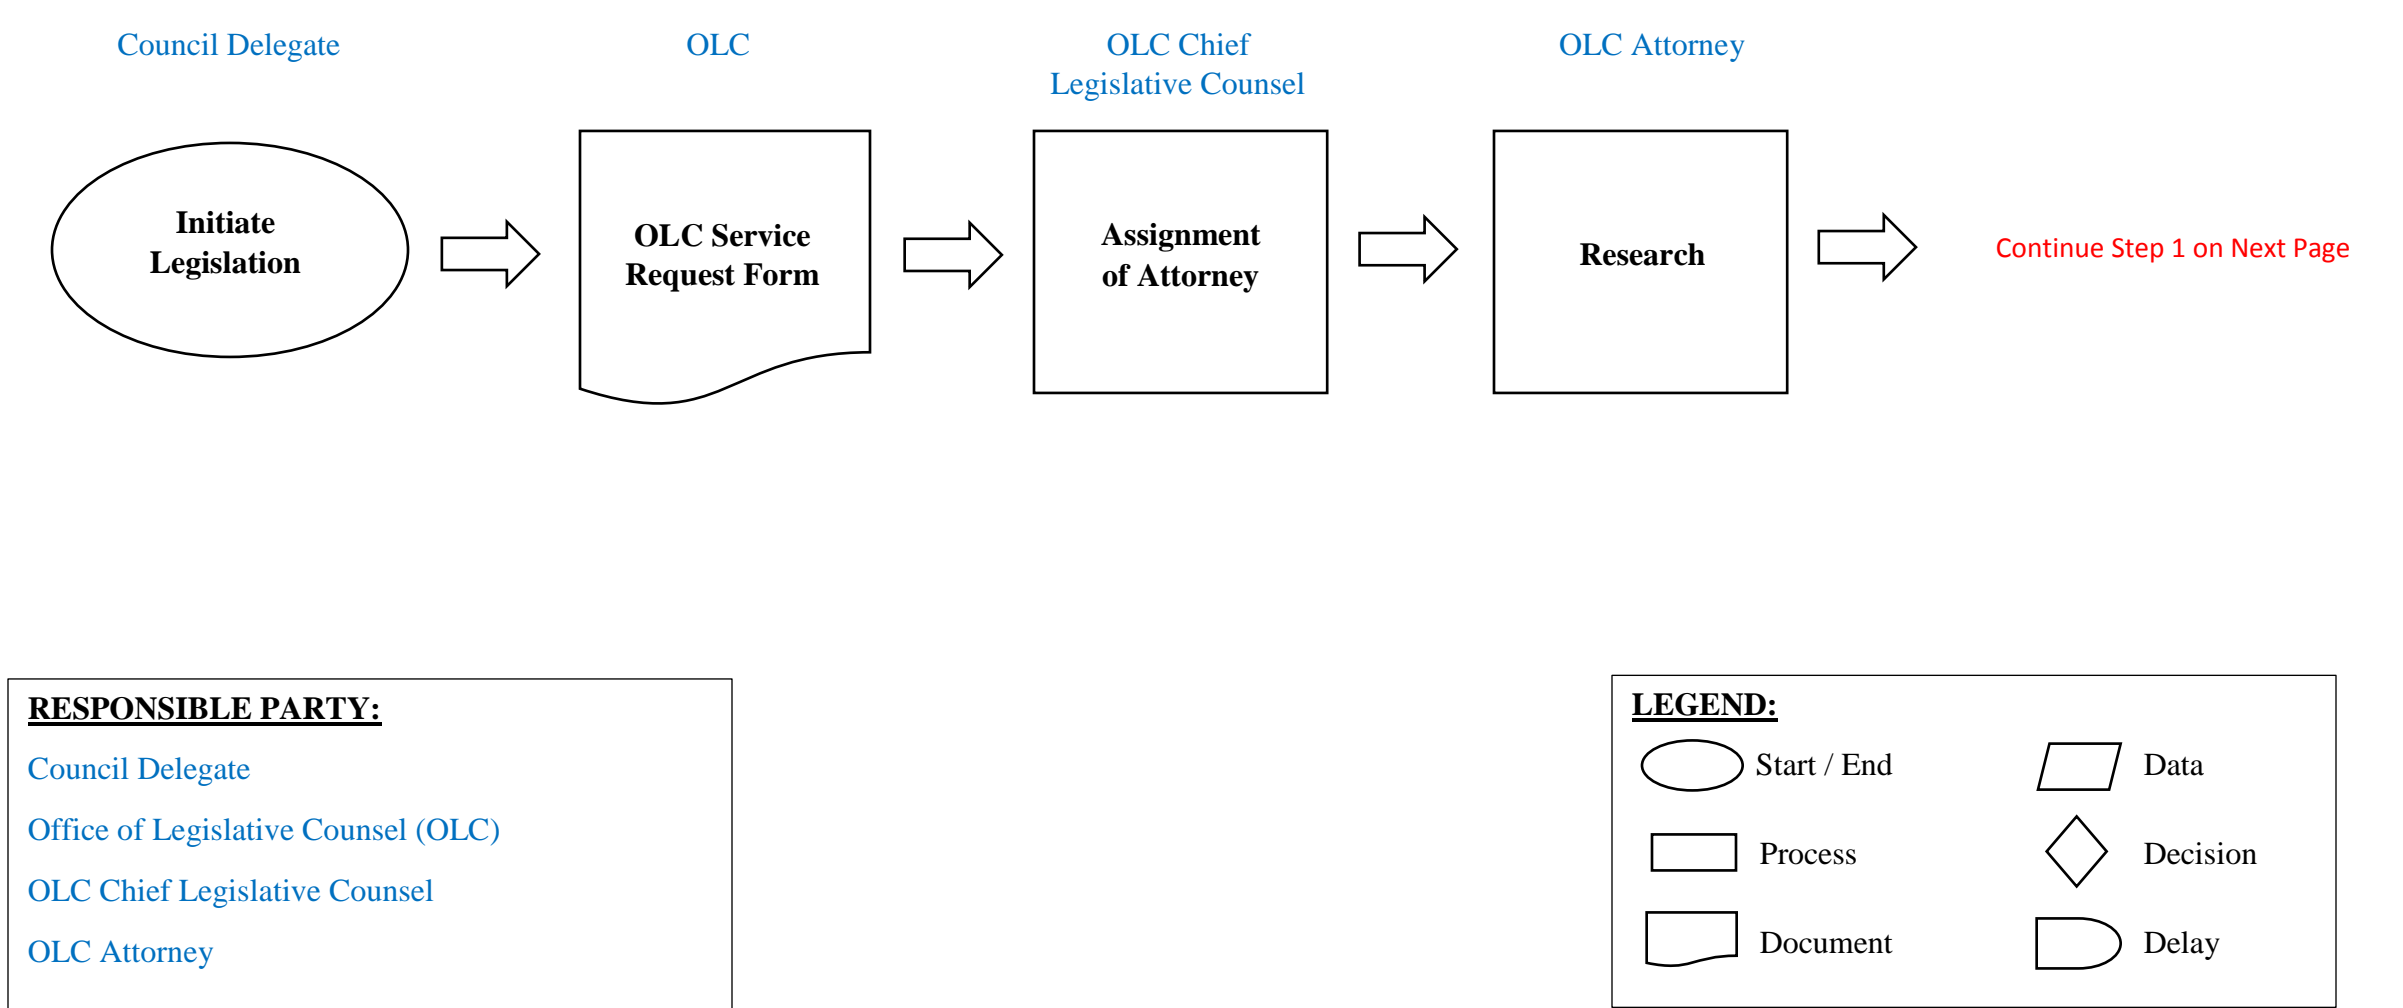 Council Delegate
OLC
OLC Chief
Legislative Counsel
OLC Attorney
Initiate
Legislation
OLC Service
Request Form
Assignment
of Attorney
Research
Continue Step 1 on Next Page
RESPONSIBLE PARTY:
Council Delegate
Office of Legislative Counsel (OLC)
OLC Chief Legislative Counsel
OLC Attorney
LEGEND:
Start / End
Data
Process
Decision
Document
Delay